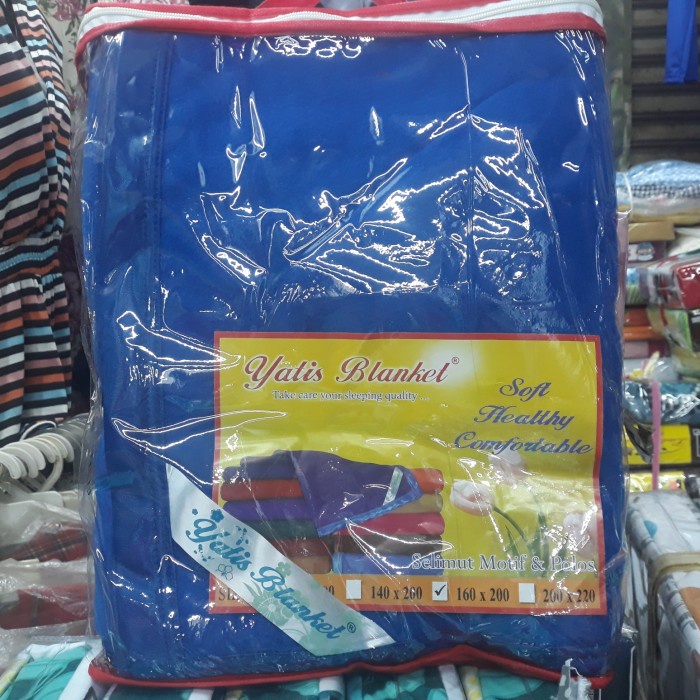 Yatis Blanket®
Take care your sleeping quality ...
Soft
Healthy
Comfortable
Selimut Motif & Polos
140 x 200 160 x 200 200 x 220
Yatis Blanket®